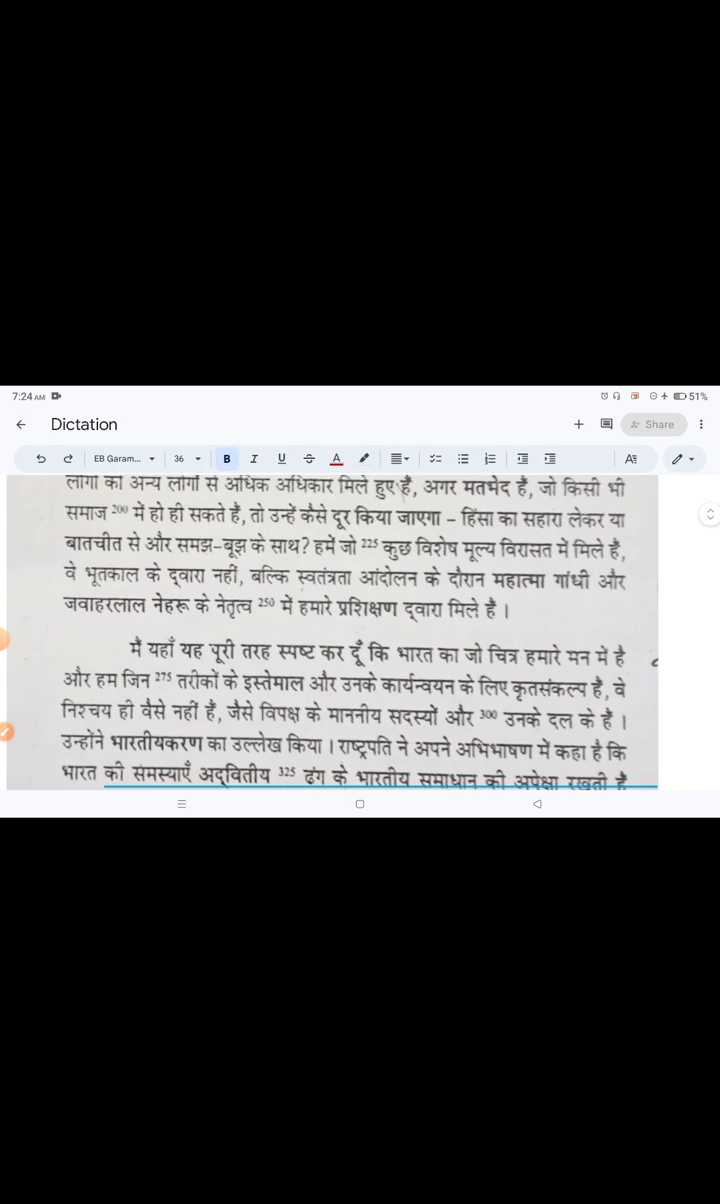 7:24 AM
51%
Dictation
Share
EB Garam...
36
B I U S A
लोगों को अन्य लोगों से अधिक अधिकार मिले हुए हैं, अगर मतभेद है, जो किसी भी
समाज 200 में हो ही सकते हैं, तो उन्हें कैसे दूर किया जाएगा – हिंसा का सहारा लेकर या
बातचीत से और समझ-बूझ के साथ? हमें जो 225 कुछ विशेष मूल्य विरासत में मिले हैं,
वे भूतकाल के द्वारा नहीं, बल्कि स्वतंत्रता आंदोलन के दौरान महात्मा गांधी और
जवाहरलाल नेहरू के नेतृत्व 250 में हमारे प्रशिक्षण द्वारा मिले हैं ।
मैं यहाँ यह पूरी तरह स्पष्ट कर दूँ कि भारत का जो चित्र हमारे मन में है
और हम जिन 275 तरीकों के इस्तेमाल और उनके कार्यन्वयन के लिए कृतसंकल्प हैं, वे
निश्चय ही वैसे नहीं हैं, जैसे विपक्ष के माननीय सदस्यों और 300 उनके दल के हैं ।
उन्होंने भारतीयकरण का उल्लेख किया । राष्ट्रपति ने अपने अभिभाषण में कहा है कि
भारत की समस्याएँ अद्वितीय 325 ढंग के भारतीय समाधान की अपेक्षा रखती हैं